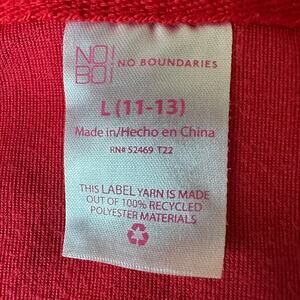 NO!
BO!
NO BOUNDARIES
L (11-13)
Made in/Hecho en China
RN# 52469 T22
THIS LABEL YARN IS MADE
OUT OF 100% RECYCLED
POLYESTER MATERIALS